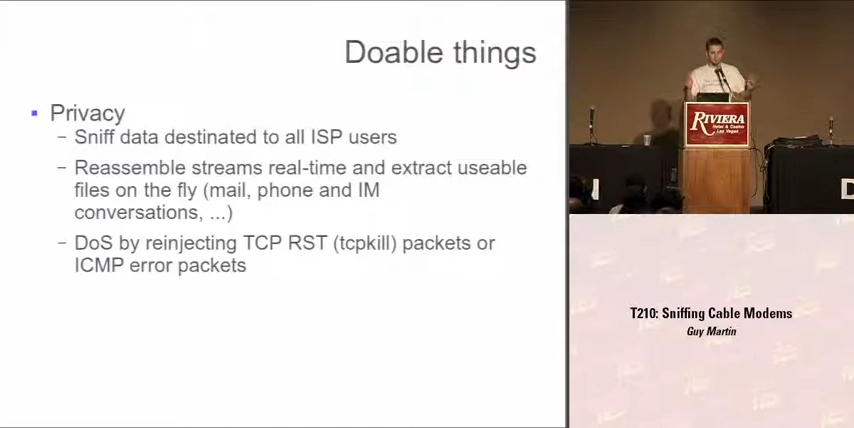 Doable things
Privacy
– Sniff data destinated to all ISP users
– Reassemble streams real-time and extract useable
files on the fly (mail, phone and IM
conversations, ...)
– DoS by reinjecting TCP RST (tcpkill) packets or
ICMP error packets
RIVIERA
Hotel & Casino
Las Vegas
N
D
T210: Sniffing Cable Modems
Guy Martin